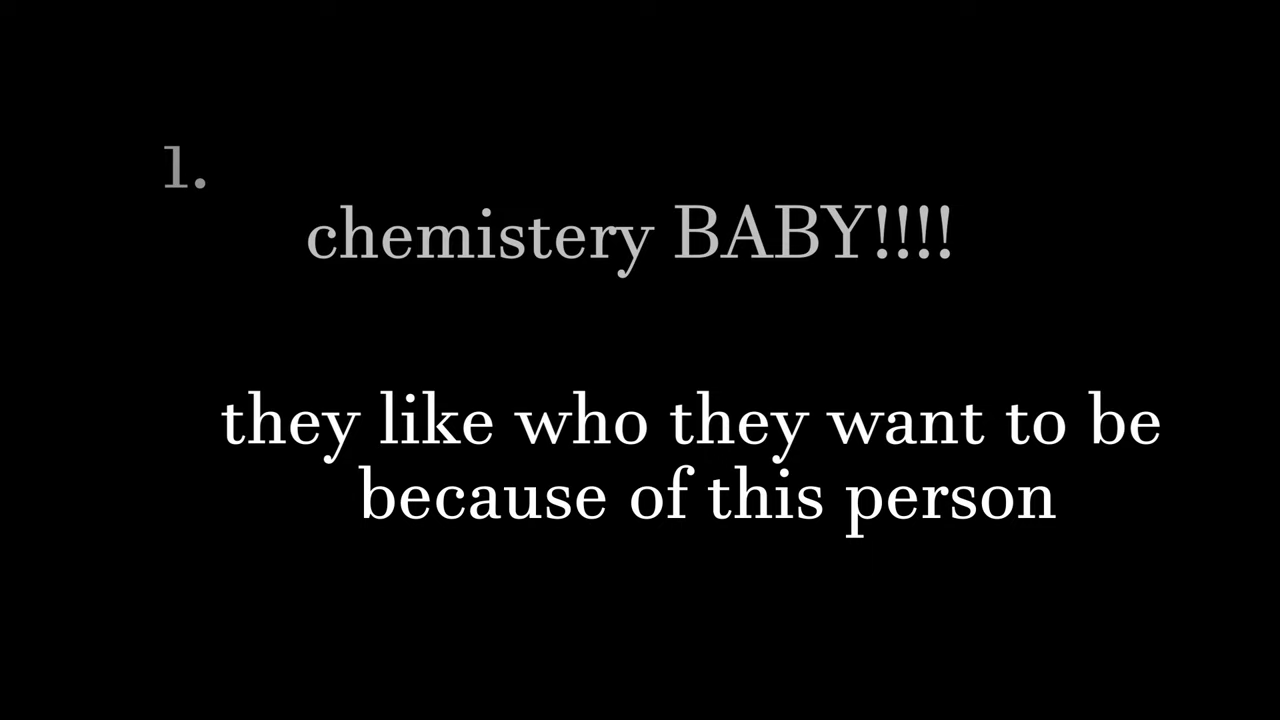 1.
chemistery BABY!!!!
they like who they want to be
because of this person